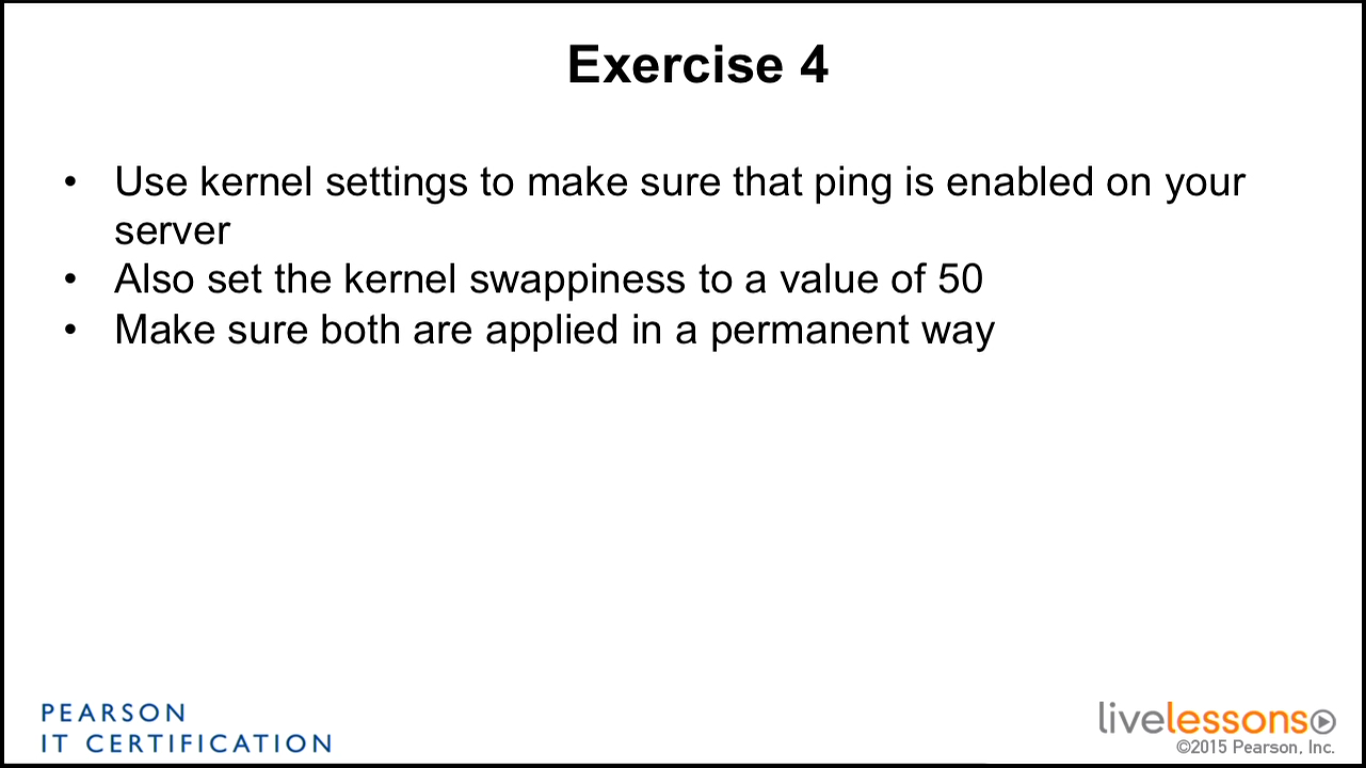 Exercise 4
• Use kernel settings to make sure that ping is enabled on your
server
• Also set the kernel swappiness to a value of 50
• Make sure both are applied in a permanent way
PEARSON
IT CERTIFICATION
livelessons
©2015 Pearson, Inc.